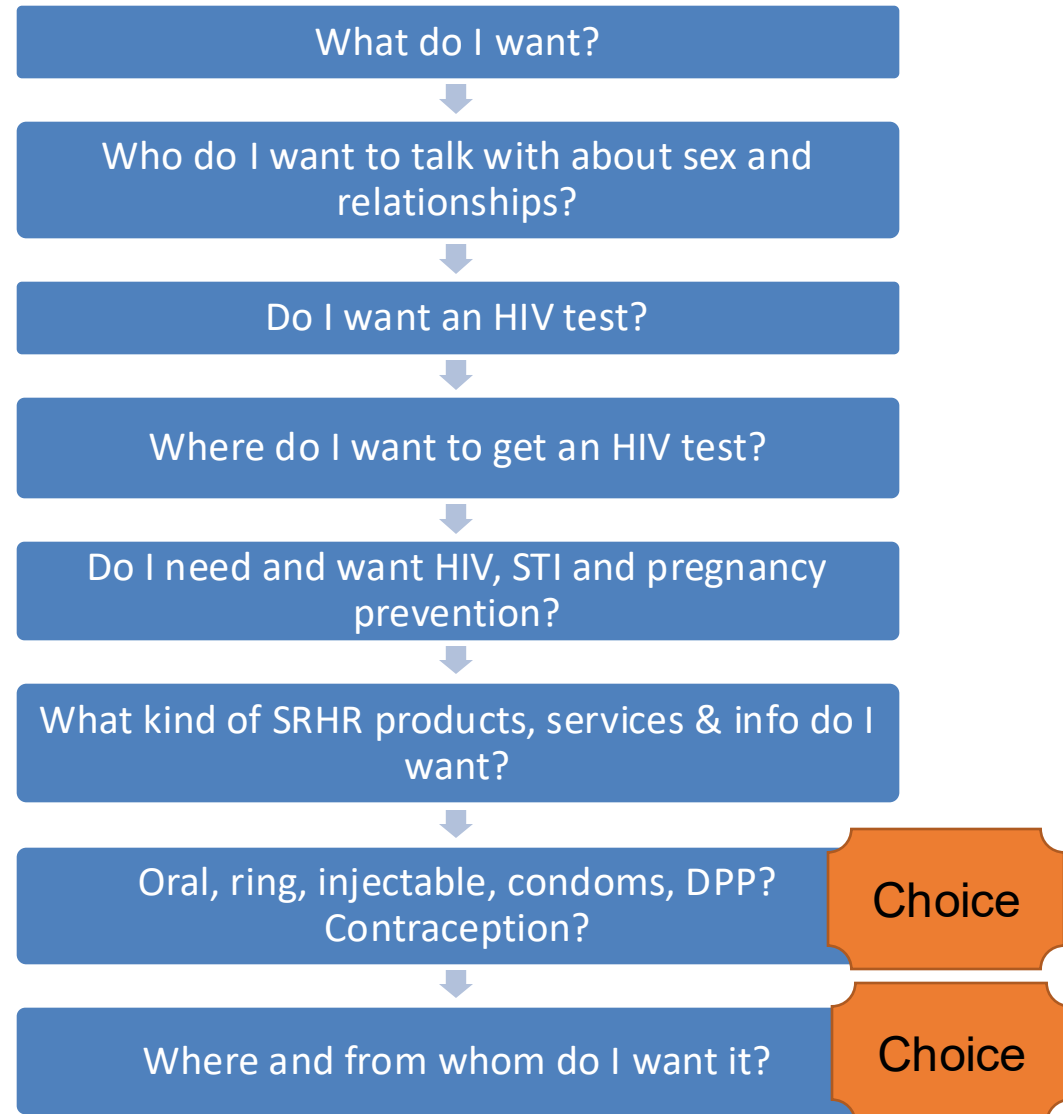 What do I want?
Who do I want to talk with about sex and
relationships?
Do I want an HIV test?
Where do I want to get an HIV test?
Do I need and want HIV, STI and pregnancy
prevention?
What kind of SRHR products, services & info do I
want?
Oral, ring, injectable, condoms, DPP?
Contraception?
Choice
Where and from whom do I want it?
Choice